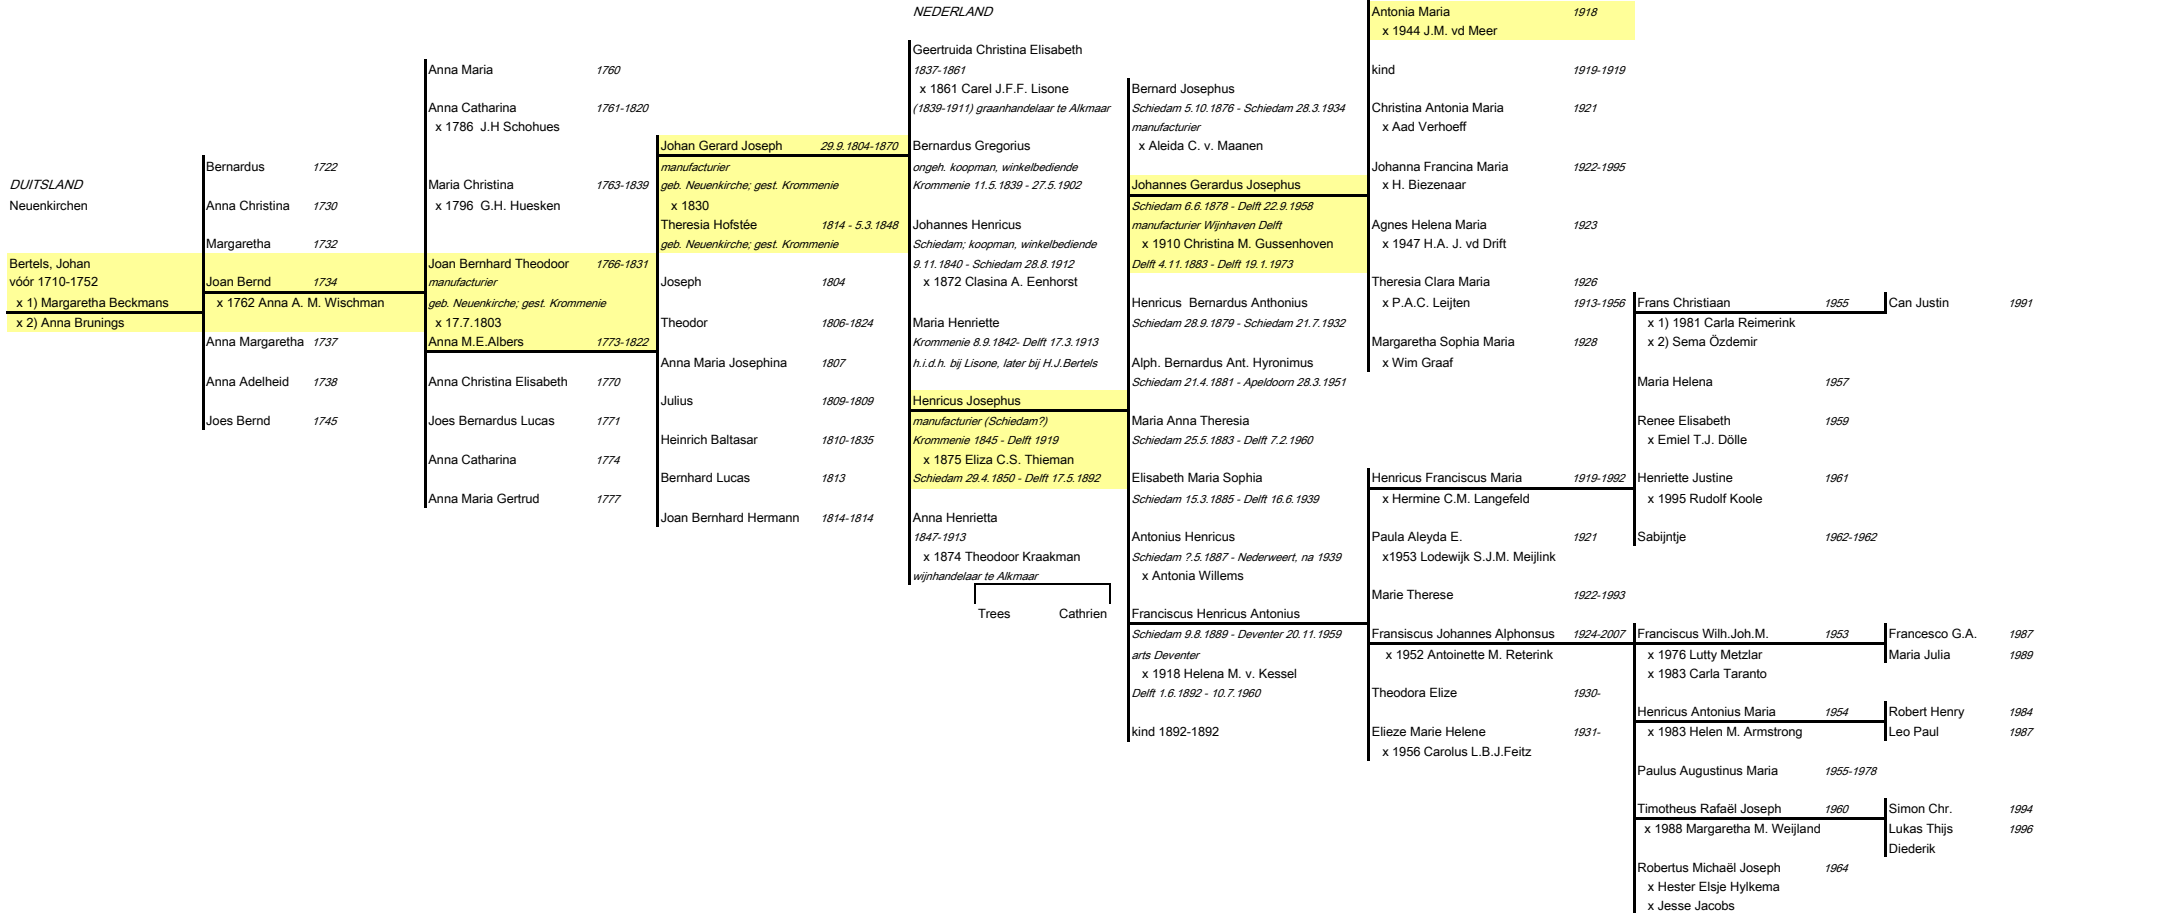 DUITSLAND
Neuenkirchen
Bertels, Johan
vóór 1710-1752
x 1) Margaretha Beckmans
x 2) Anna Brunings
Bernardus 1722
Anna Christina 1730
Margaretha 1732
Joan Bernd 1734
x 1762 Anna A. M. Wischman
Anna Margaretha 1737
Anna Adelheid 1738
Joes Bernd 1745
Anna Maria 1760
Anna Catharina 1761-1820
x 1786 J.H Schohues
Maria Christina 1763-1839
x 1796 G.H. Huesken
Joan Bernhard Theodoor 1766-1831
manufacturier
geb. Neuenkirche; gest. Krommenie
x 17.7.1803
Anna M.E.Albers 1773-1822
Anna Christina Elisabeth 1770
Joes Bernardus Lucas 1771
Anna Catharina 1774
Anna Maria Gertrud 1777
Johan Gerard Joseph 29.9.1804-1870
manufacturier
geb. Neuenkirche; gest. Krommenie
x 1830
Theresia Hofstée 1814 - 5.3.1848
geb. Neuenkirche; gest. Krommenie
Joseph 1804
Theodor 1806-1824
Anna Maria Josephina 1807
Julius 1809-1809
Heinrich Baltasar 1810-1835
Bernhard Lucas 1813
Joan Bernhard Hermann 1814-1814
NEDERLAND
Geertruida Christina Elisabeth
1837-1861
x 1861 Carel J.F.F. Lisone
(1839-1911) graanhandelaar te Alkmaar
Bernardus Gregorius
ongeh. koopman, winkelbediende
Krommenie 11.5.1839 - 27.5.1902
Johannes Henricus
Schiedam; koopman, winkelbediende
9.11.1840 - Schiedam 28.8.1912
x 1872 Clasina A. Eenhorst
Maria Henriette
Krommenie 8.9.1842- Delft 17.3.1913
h.i.d.h. bij Lisone, later bij H.J.Bertels
Henricus Josephus
manufacturier (Schiedam?)
Krommenie 1845 - Delft 1919
x 1875 Eliza C.S. Thieman
Schiedam 29.4.1850 - Delft 17.5.1892
Anna Henrietta
1847-1913
x 1874 Theodoor Kraakman
wijnhandelaar te Alkmaar
Trees Cathrien
Bernard Josephus
Schiedam 5.10.1876 - Schiedam 28.3.1934
manufacturier
x Aleida C. v. Maanen
Johannes Gerardus Josephus
Schiedam 6.6.1878 - Delft 22.9.1958
manufacturier Wijnhaven Delft
x 1910 Christina M. Gussenhoven
Delft 4.11.1883 - Delft 19.1.1973
Henricus Bernardus Anthonius
Schiedam 28.9.1879 - Schiedam 21.7.1932
Alph. Bernardus Ant. Hyronimus
Schiedam 21.4.1881 - Apeldoorn 28.3.1951
Maria Anna Theresia
Schiedam 25.5.1883 - Delft 7.2.1960
Elisabeth Maria Sophia
Schiedam 15.3.1885 - Delft 16.6.1939
Antonius Henricus
Schiedam ?.5.1887 - Nederweert, na 1939
x Antonia Willems
Franciscus Henricus Antonius
Schiedam 9.8.1889 - Deventer 20.11.1959
arts Deventer
x 1918 Helena M. v. Kessel
Delft 1.6.1892 - 10.7.1960
kind 1892-1892
Antonia Maria 1918
x 1944 J.M. vd Meer
kind 1919-1919
Christina Antonia Maria 1921
x Aad Verhoeff
Johanna Francina Maria 1922-1995
x H. Biezenaar
Agnes Helena Maria 1923
x 1947 H.A. J. vd Drift
Theresia Clara Maria 1926
x P.A.C. Leijten 1913-1956
Margaretha Sophia Maria 1928
x Wim Graaf
Henricus Franciscus Maria 1919-1992
x Hermine C.M. Langefeld
Paula Aleyda E. 1921
x1953 Lodewijk S.J.M. Meijlink
Marie Therese 1922-1993
Fransiscus Johannes Alphonsus 1924-2007
x 1952 Antoinette M. Reterink
Theodora Elize 1930-
Elieze Marie Helene 1931-
x 1956 Carolus L.B.J.Feitz
Frans Christiaan 1955
x 1) 1981 Carla Reimerink
x 2) Sema Özdemir
Maria Helena 1957
Renee Elisabeth 1959
x Emiel T.J. Dölle
Henriette Justine 1961
x 1995 Rudolf Koole
Sabijntje 1962-1962
Franciscus Wilh.Joh.M. 1953
x 1976 Lutty Metzlar
x 1983 Carla Taranto
Henricus Antonius Maria 1954
x 1983 Helen M. Armstrong
Paulus Augustinus Maria 1955-1978
Timotheus Rafaël Joseph 1960
x 1988 Margaretha M. Weijland
Robertus Michaël Joseph 1964
x Hester Elsje Hylkema
x Jesse Jacobs
Can Justin 1991
Francesco G.A. 1987
Maria Julia 1989
Robert Henry 1984
Leo Paul 1987
Simon Chr. 1994
Lukas Thijs 1996
Diederik